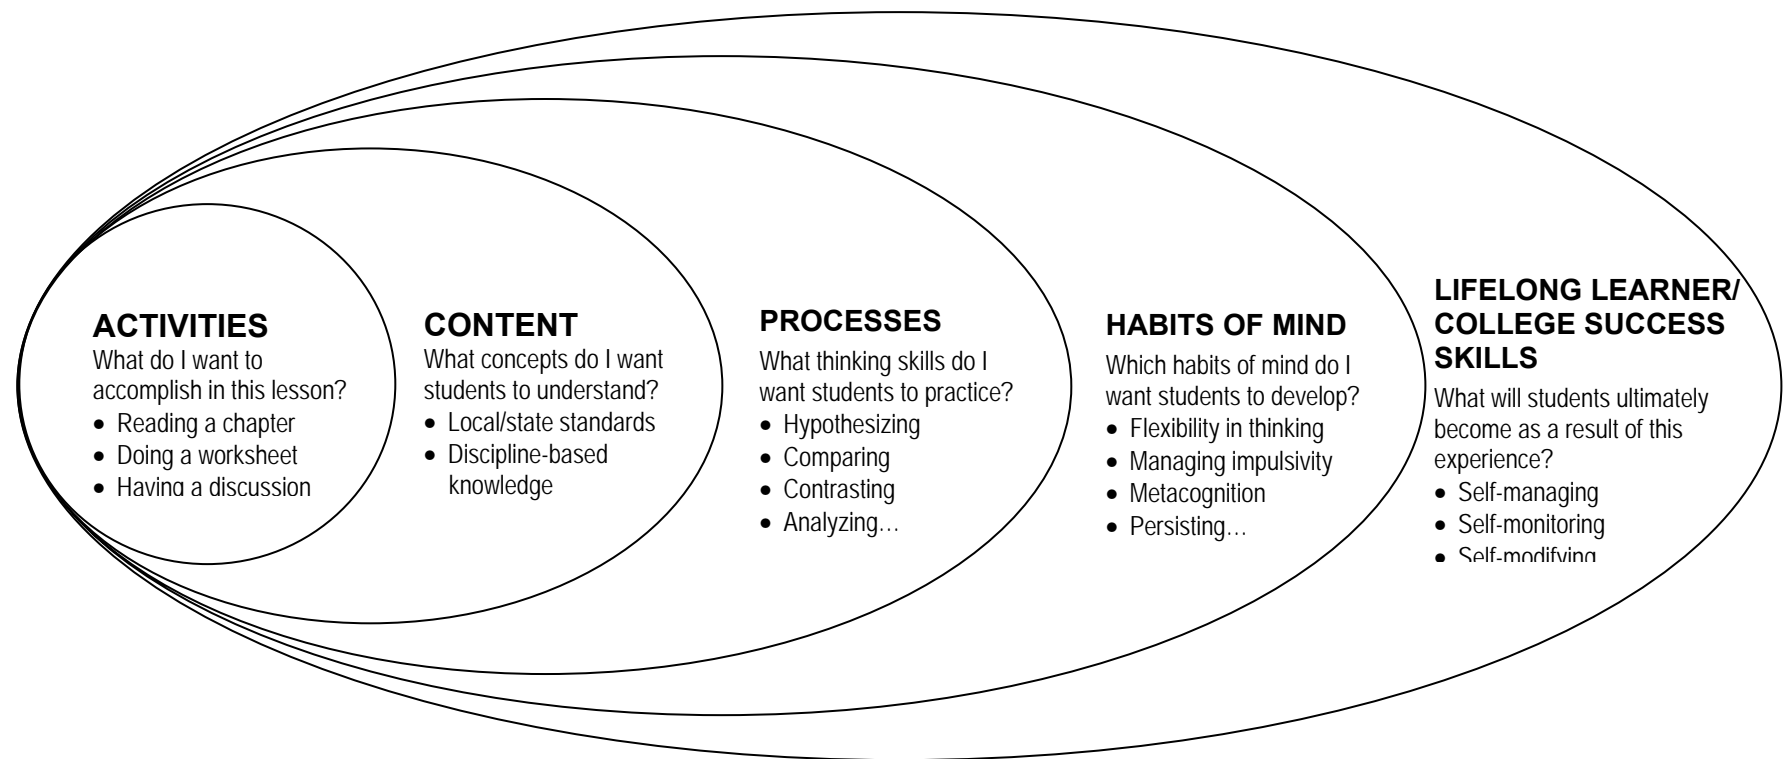 ACTIVITIES
What do I want to
accomplish in this lesson?
• Reading a chapter
• Doing a worksheet
• Having a discussion
CONTENT
What concepts do I want
students to understand?
• Local/state standards
• Discipline-based
knowledge
PROCESSES
What thinking skills do I
want students to practice?
• Hypothesizing
• Comparing
• Contrasting
• Analyzing…
HABITS OF MIND
Which habits of mind do I
want students to develop?
• Flexibility in thinking
• Managing impulsivity
• Metacognition
• Persisting…
LIFELONG LEARNER/
COLLEGE SUCCESS
SKILLS
What will students ultimately
become as a result of this
experience?
• Self-managing
• Self-monitoring
• Self-modifying